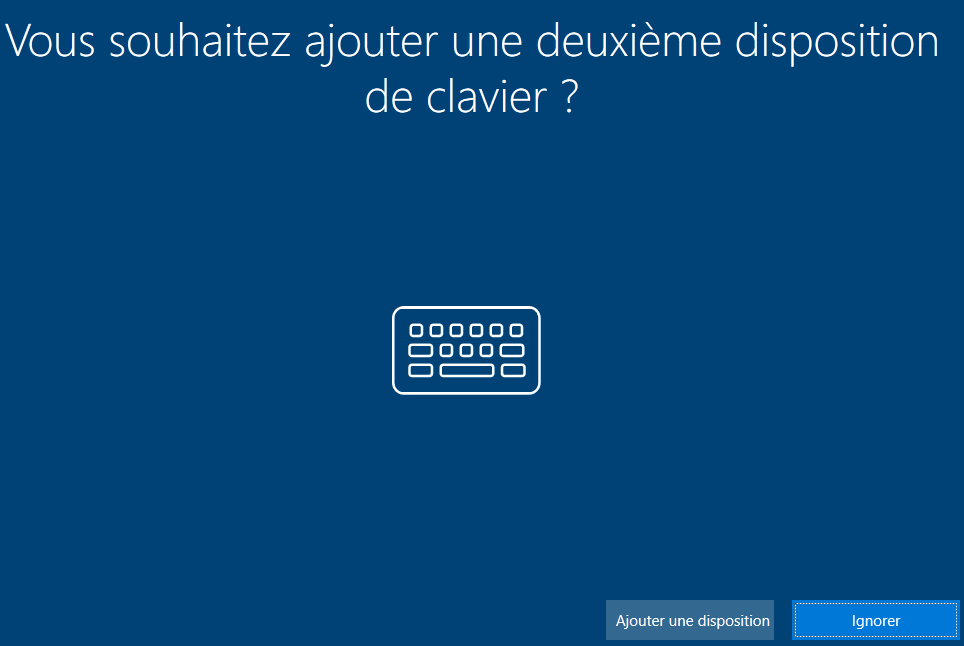 Vous souhaitez ajouter une deuxième disposition
de clavier ?
Ajouter une disposition
Ignorer